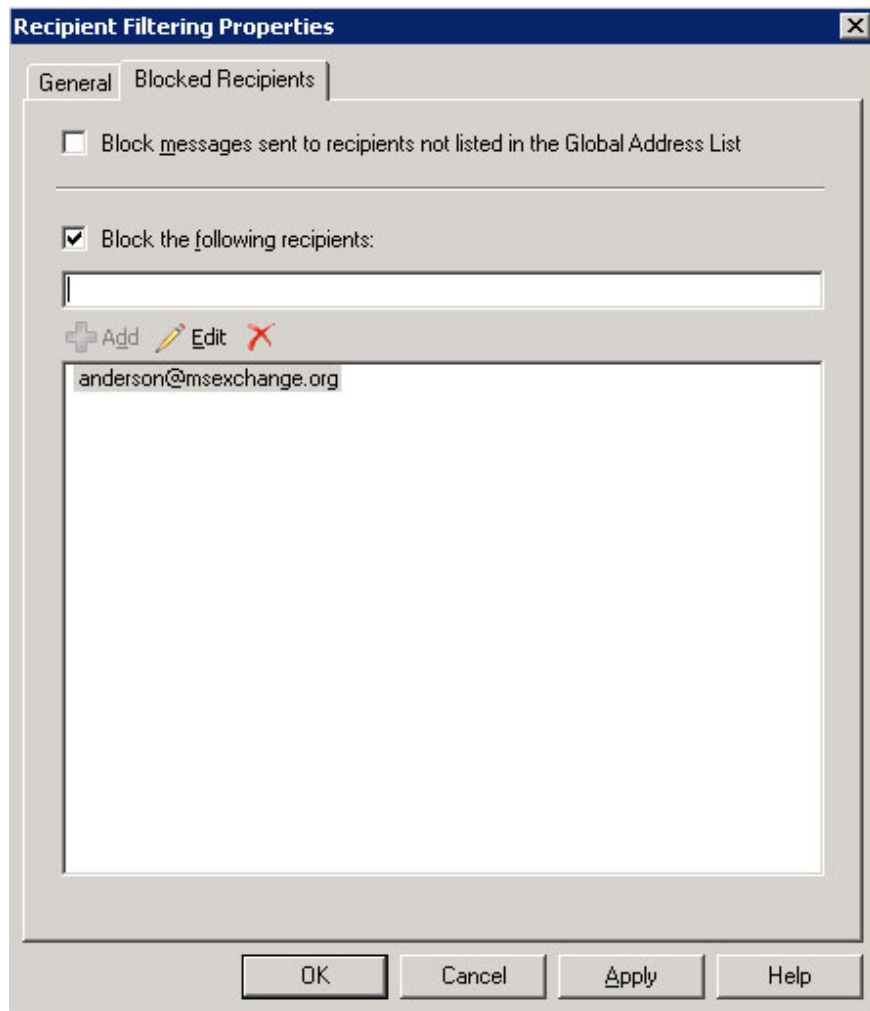 Recipient Filtering Properties
General
Blocked Recipients
Block messages sent to recipients not listed in the Global Address List
Block the following recipients:
Add
Edit
anderson@msexchange.org
OK
Cancel
Apply
Help